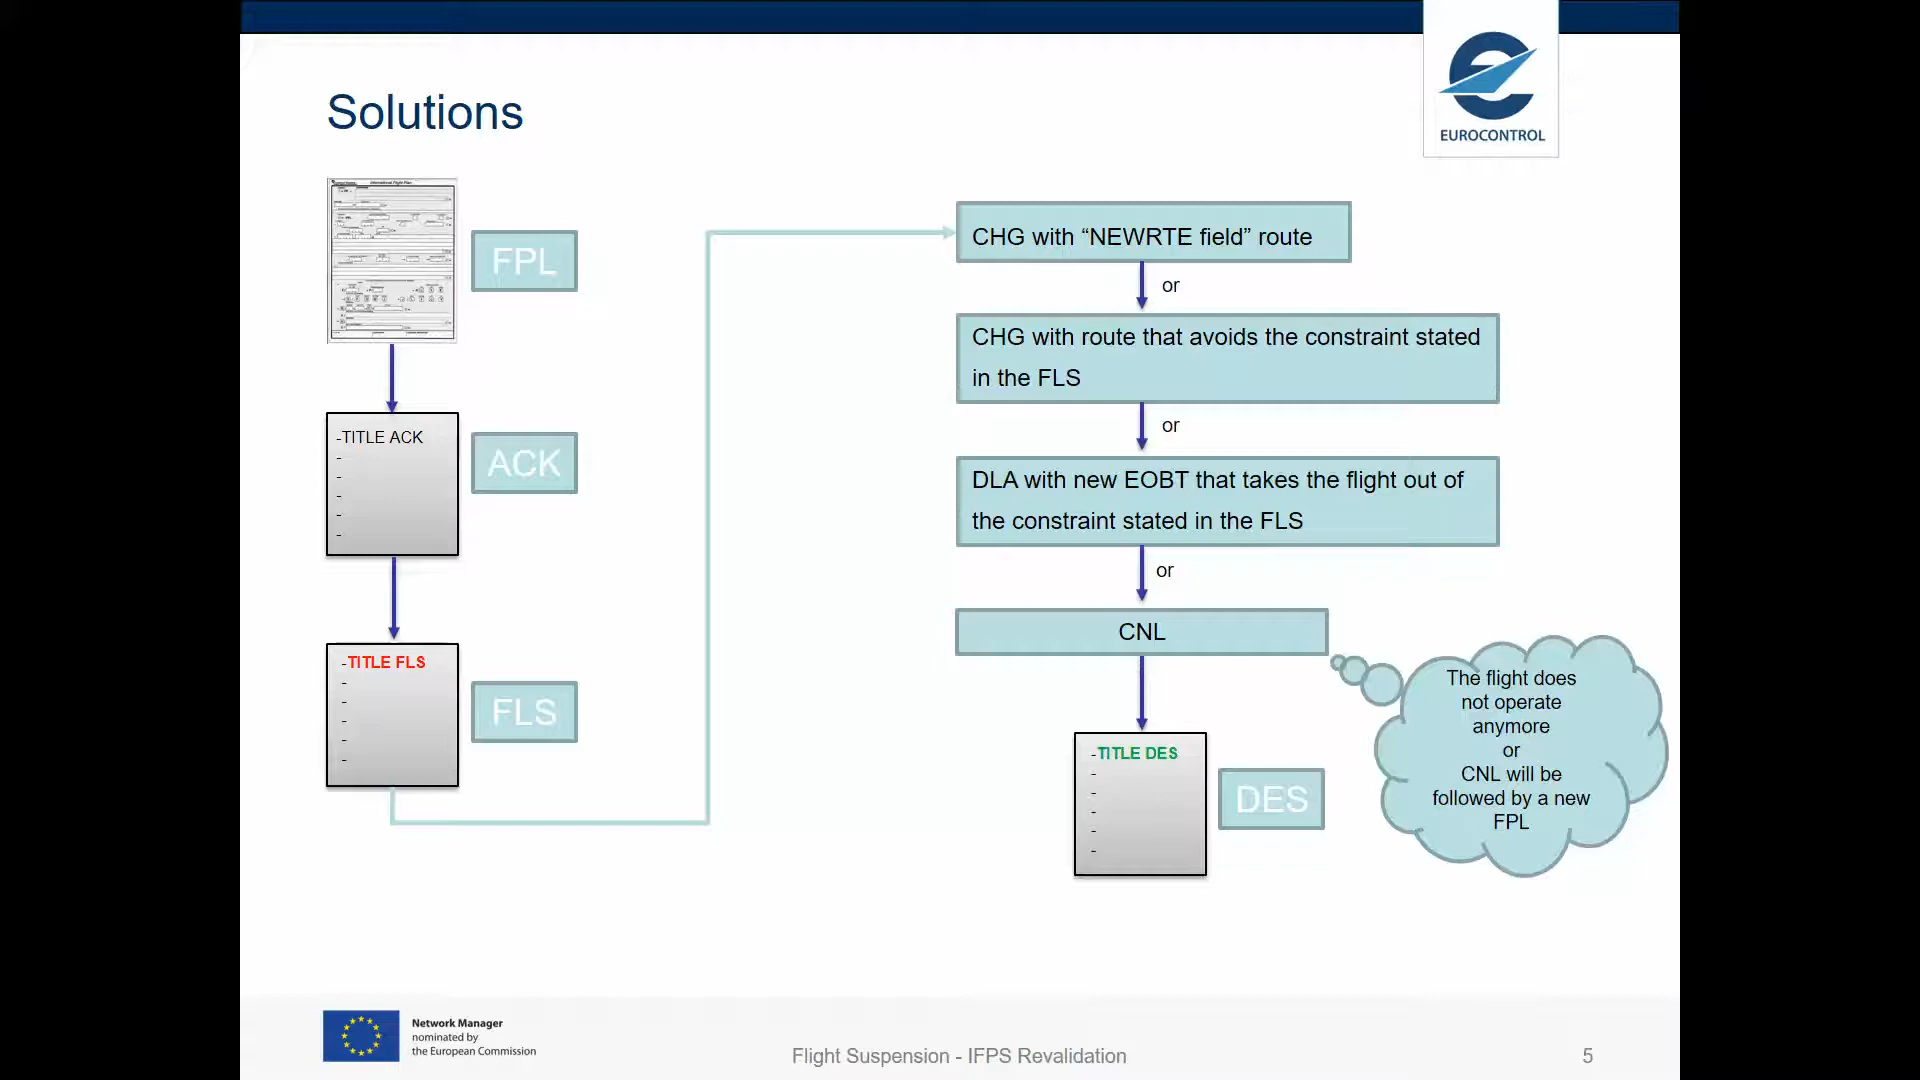 EUROCONTROL
Solutions
FPL
-TITLE ACK
-
-
-
-
-
ACK
-TITLE FLS
-
-
-
-
-
FLS
CHG with “NEWRTE field” route
or
CHG with route that avoids the constraint stated
in the FLS
or
DLA with new EOBT that takes the flight out of
the constraint stated in the FLS
or
CNL
The flight does
not operate
anymore
or
CNL will be
followed by a new
FPL
-TITLE DES
-
-
-
-
-
DES
Network Manager
nominated by
the European Commission
Flight Suspension - IFPS Revalidation
5